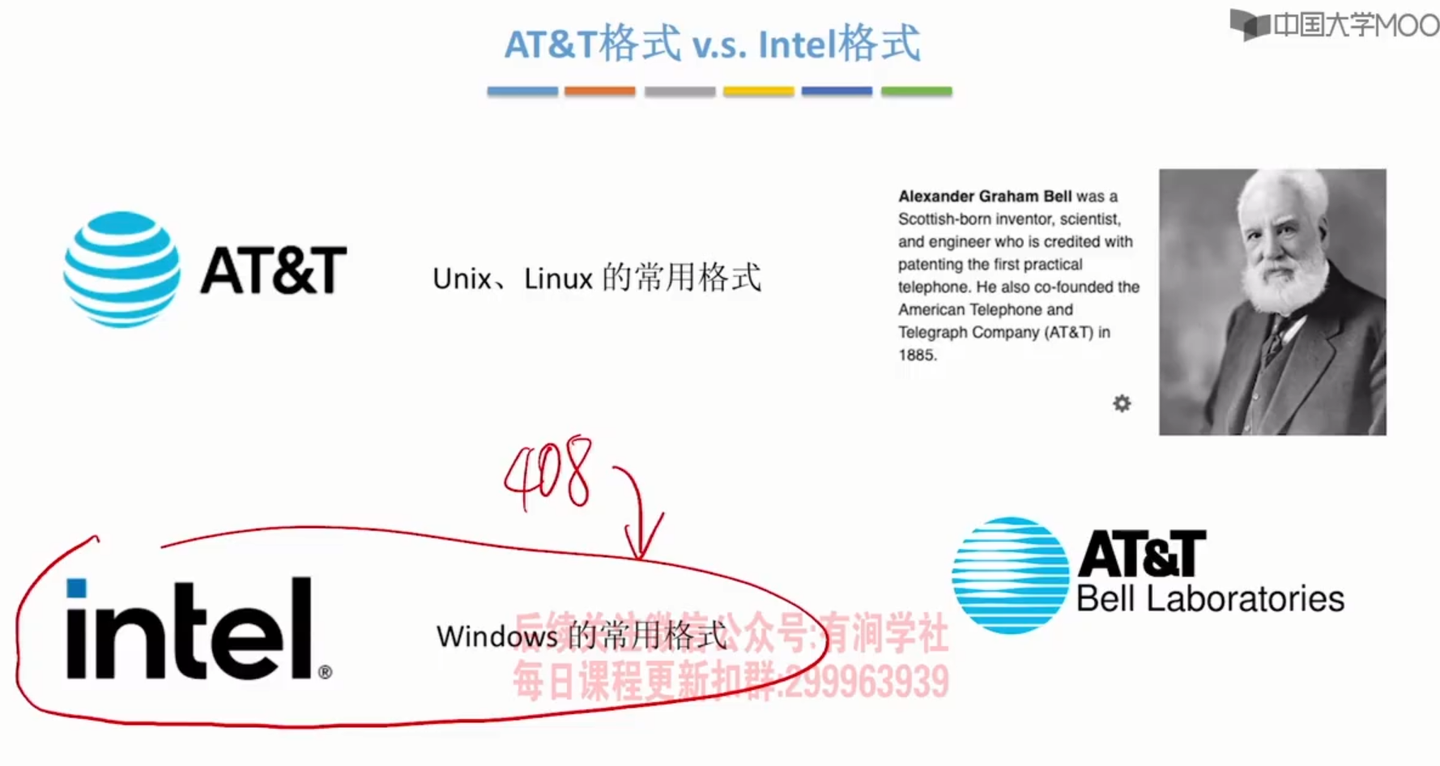 中国大学MOO
AT&T格式 v.s. Intel格式
AT&T
Unix、Linux 的常用格式
Alexander Graham Bell was a
Scottish-born inventor, scientist,
and engineer who is credited with
patenting the first practical
telephone. He also co-founded the
American Telephone and
Telegraph Company (AT&T) in
1885.
408
intel®
Windows 的常用格式
AT&T
Bell Laboratories
后续关注微信公众号:有涧学社
每日课程更新扣群:299963939